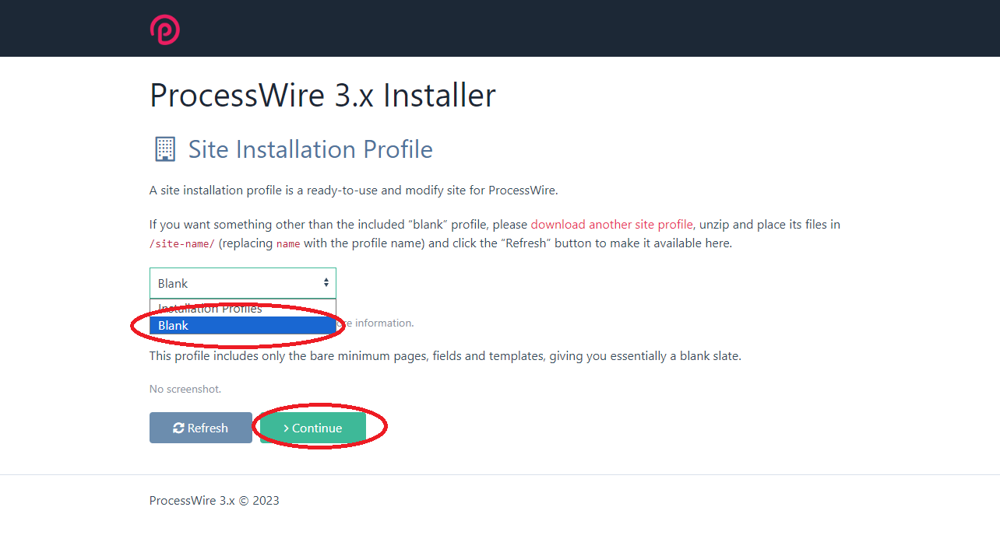 ProcessWire 3.x Installer
Site Installation Profile
A site installation profile is a ready-to-use and modify site for ProcessWire.
If you want something other than the included “blank” profile, please download another site profile, unzip and place its files in
/site-name/ (replacing name with the profile name) and click the “Refresh” button to make it available here.
Blank
Installation Profiles
Blank
information.
This profile includes only the bare minimum pages, fields and templates, giving you essentially a blank slate.
No screenshot.
Refresh
Continue
ProcessWire 3.x © 2023